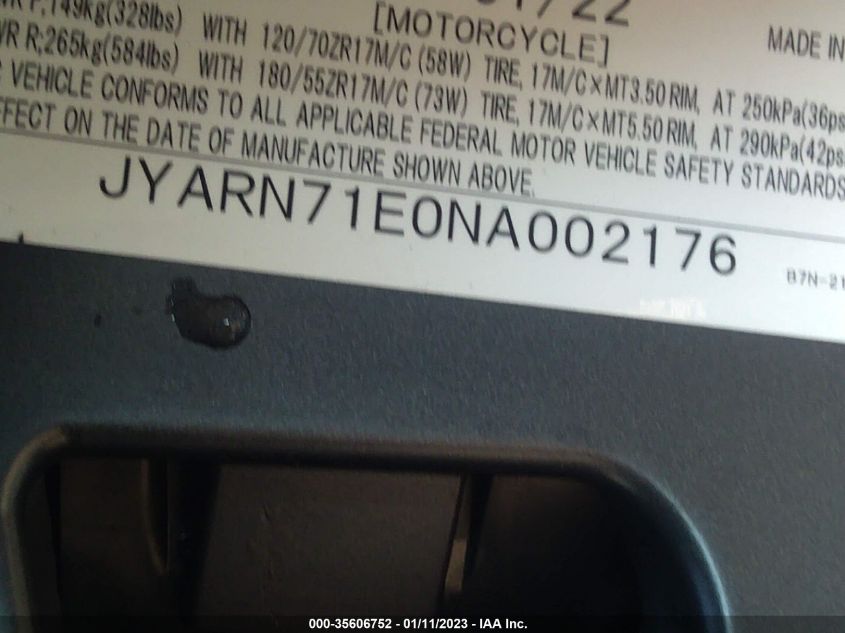 /22
[MOTORCYCLE]
MADE IN
149kg(328lbs) WITH 120/70ZR17M/C (58W) TIRE, 17M/C×MT3.50 RIM, AT 250kPa(36ps
R;265kg(584lbs) WITH 180/55ZR17M/C (73W) TIRE, 17M/C×MT5.50 RIM, AT 290kPa(42ps
VEHICLE CONFORMS TO ALL APPLICABLE FEDERAL MOTOR VEHICLE SAFETY STANDARDS
FFECT ON THE DATE OF MANUFACTURE SHOWN ABOVE.
JYARN71E0NA002176
B7N-21
000-35606752 - 01/11/2023 - IAA Inc.